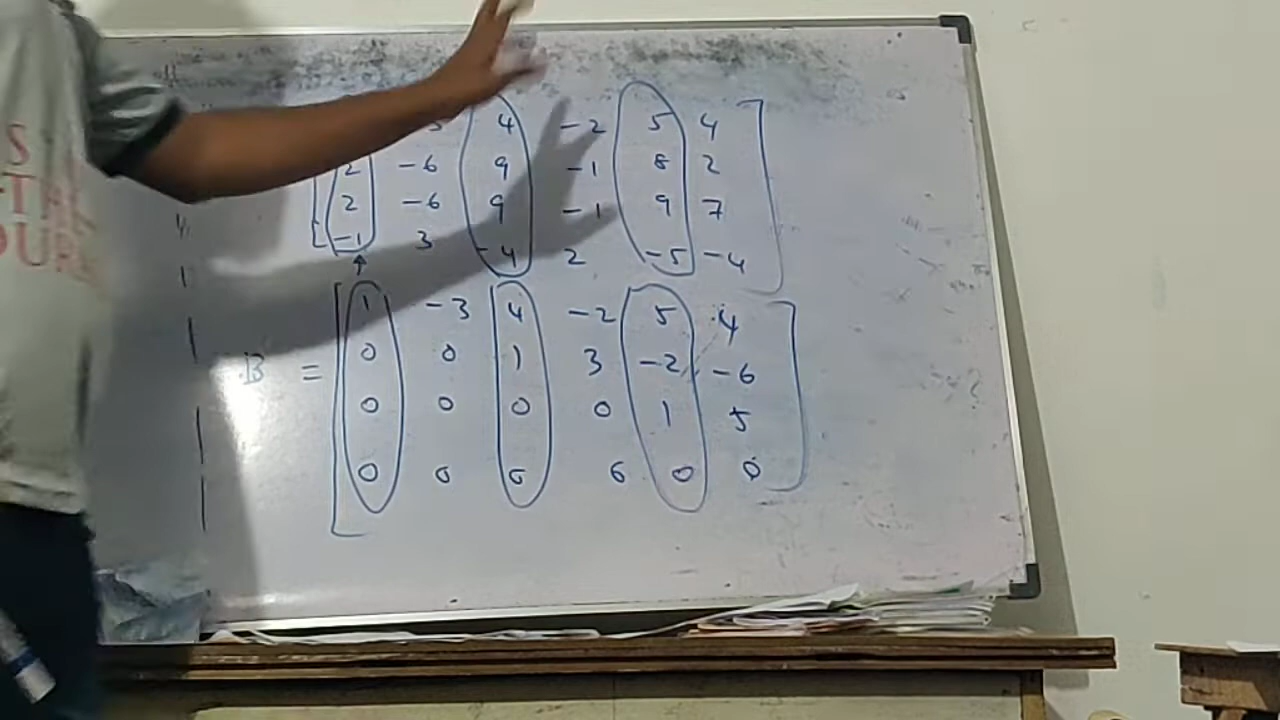 4 -2 5 4
2 -6 9 -1 8 2
2 -6 9 -1 9 7
-1 3 -4 2 -5 -4
1 -3 4 -2 5 4
B = 0 0 1 3 -2 -6
0 0 0 0 1 5
0 0 0 0 0 0